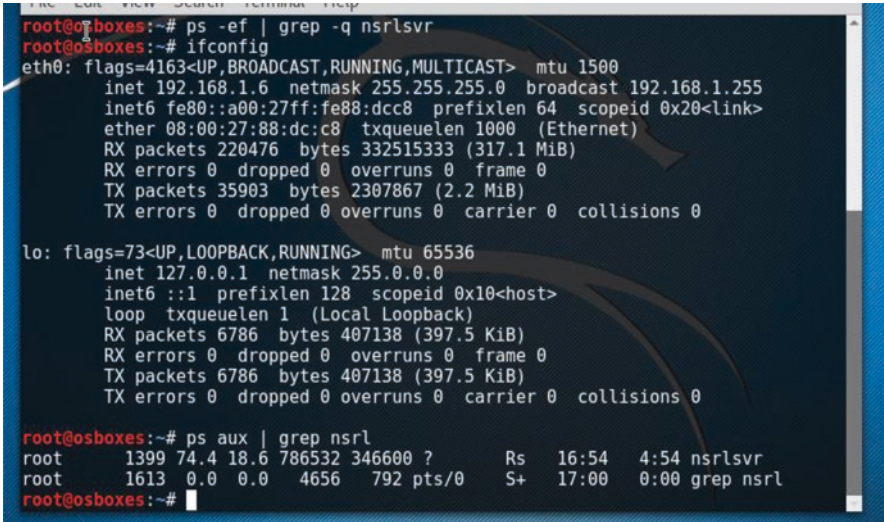 File Edit View Search Terminal Help
root@osboxes:~# ps -ef | grep -q nsrlsvr
root@osboxes:~# ifconfig
eth0: flags=4163<UP,BROADCAST,RUNNING,MULTICAST>  mtu 1500
        inet 192.168.1.6  netmask 255.255.255.0  broadcast 192.168.1.255
        inet6 fe80::a00:27ff:fe88:dcc8  prefixlen 64  scopeid 0x20<link>
        ether 08:00:27:88:dc:c8  txqueuelen 1000  (Ethernet)
        RX packets 220476  bytes 332515333 (317.1 MiB)
        RX errors 0  dropped 0  overruns 0  frame 0
        TX packets 35903  bytes 2307867 (2.2 MiB)
        TX errors 0  dropped 0 overruns 0  carrier 0  collisions 0
lo: flags=73<UP,LOOPBACK,RUNNING>  mtu 65536
        inet 127.0.0.1  netmask 255.0.0.0
        inet6 ::1  prefixlen 128  scopeid 0x10<host>
        loop  txqueuelen 1  (Local Loopback)
        RX packets 6786  bytes 407138 (397.5 KiB)
        RX errors 0  dropped 0  overruns 0  frame 0
        TX packets 6786  bytes 407138 (397.5 KiB)
        TX errors 0  dropped 0 overruns 0  carrier 0  collisions 0
root@osboxes:~# ps aux | grep nsrl
root      1399 74.4 18.6 786532 346600 ?       Rs   16:54   4:54 nsrlsvr
root      1613  0.0  0.0   4656   792 pts/0    S+   17:00   0:00 grep nsrl
root@osboxes:~#